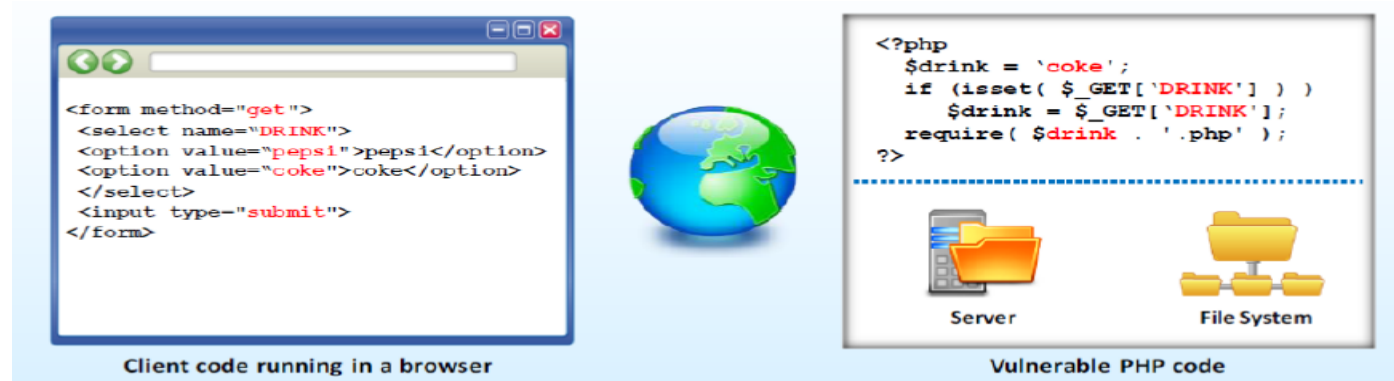 <form method="get">
<select name="DRINK">
<option value="pepsi">pepsi</option>
<option value="coke">coke</option>
</select>
<input type="submit">
</form>
Client code running in a browser
<?php
$drink = `coke';
if (isset( $_GET[`DRINK'] ) )
$drink = $_GET[`DRINK'];
require( $drink . '.php' );
?>
Server
File System
Vulnerable PHP code